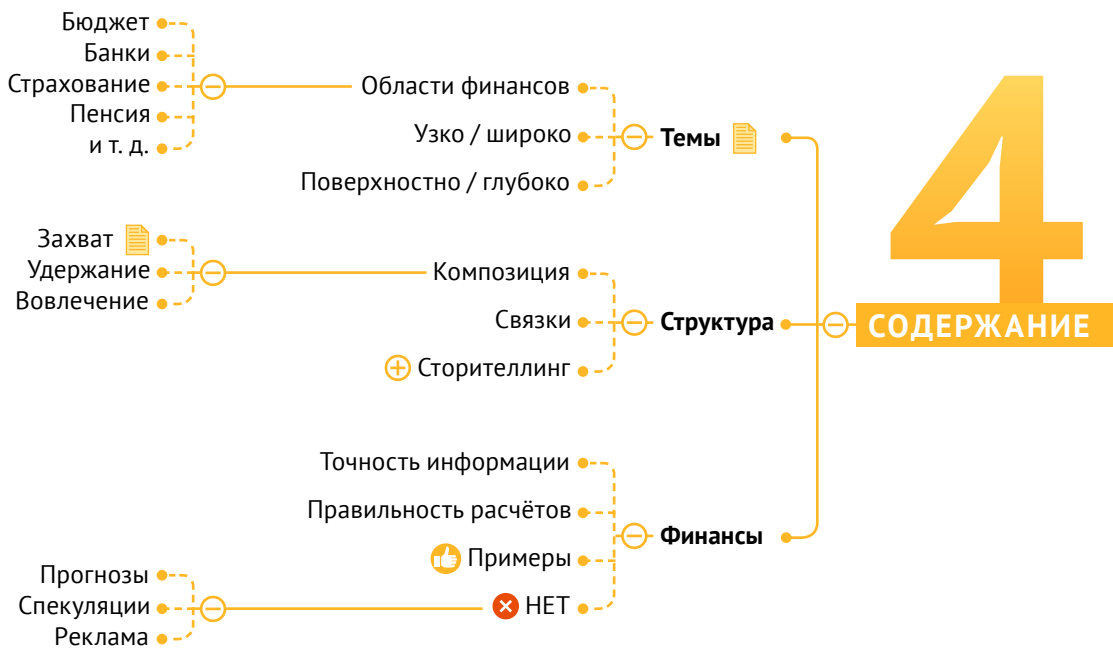 4
СОДЕРЖАНИЕ
Темы
Области финансов
Бюджет
Банки
Страхование
Пенсия
и т. д.
Узко / широко
Поверхностно / глубоко
Структура
Композиция
Захват
Удержание
Вовлечение
Связки
Сторителлинг
Финансы
Точность информации
Правильность расчётов
Примеры
НЕТ
Прогнозы
Спекуляции
Реклама